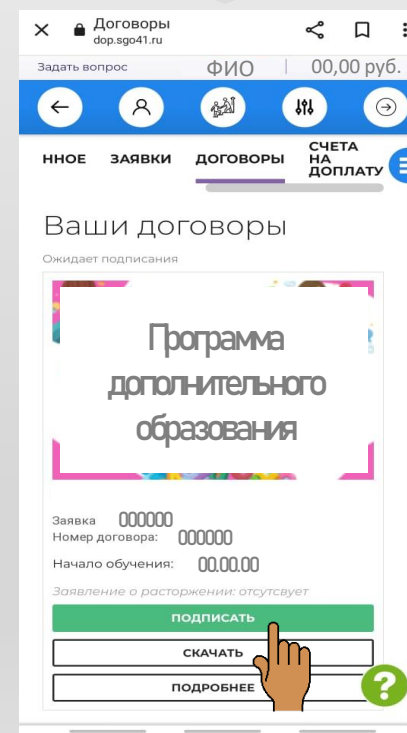 Договоры
dop.sgo41.ru
Задать вопрос ФИО 00,00 руб.
ННОЕ ЗАЯВКИ ДОГОВОРЫ СЧЕТА НА ДОПЛАТУ
Ваши договоры
Ожидает подписания
Программа
дополнительного
образования
Заявка 000000
Номер договора: 000000
Начало обучения: 00.00.00
Заявление о расторжении: отсутсвует
ПОДПИСАТЬ
СКАЧАТЬ
ПОДРОБНЕЕ
?